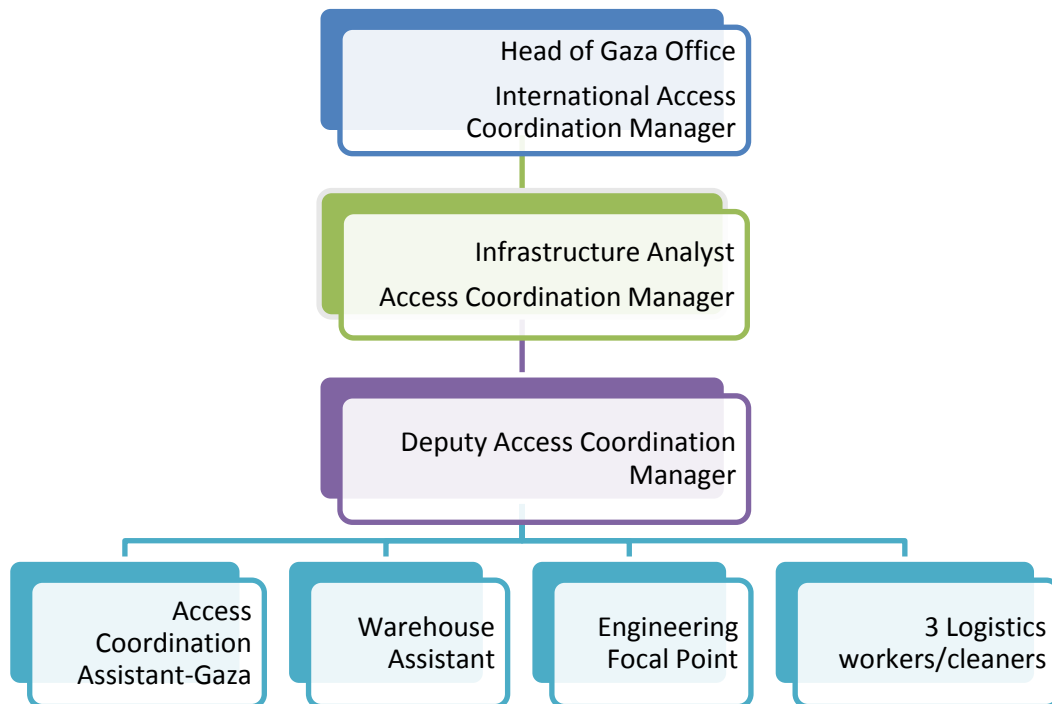 Head of Gaza Office
International Access
Coordination Manager
Infrastructure Analyst
Access Coordination Manager
Deputy Access Coordination
Manager
Access
Coordination
Assistant-Gaza
Warehouse
Assistant
Engineering
Focal Point
3 Logistics
workers/cleaners